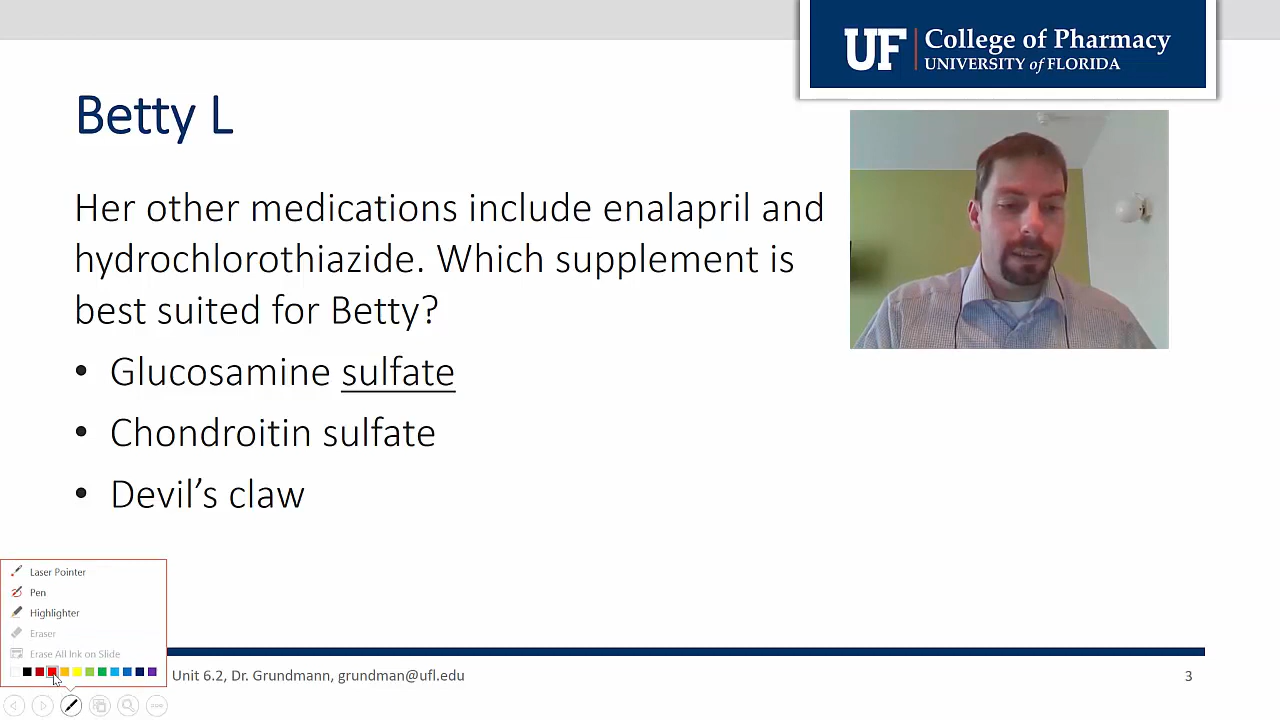 UF College of Pharmacy
UNIVERSITY of FLORIDA
Betty L
Her other medications include enalapril and
hydrochlorothiazide. Which supplement is
best suited for Betty?
• Glucosamine sulfate
• Chondroitin sulfate
• Devil’s claw
Laser Pointer
Pen
Highlighter
Eraser
Erase All Ink on Slide
Unit 6.2, Dr. Grundmann, grundman@ufl.edu
3